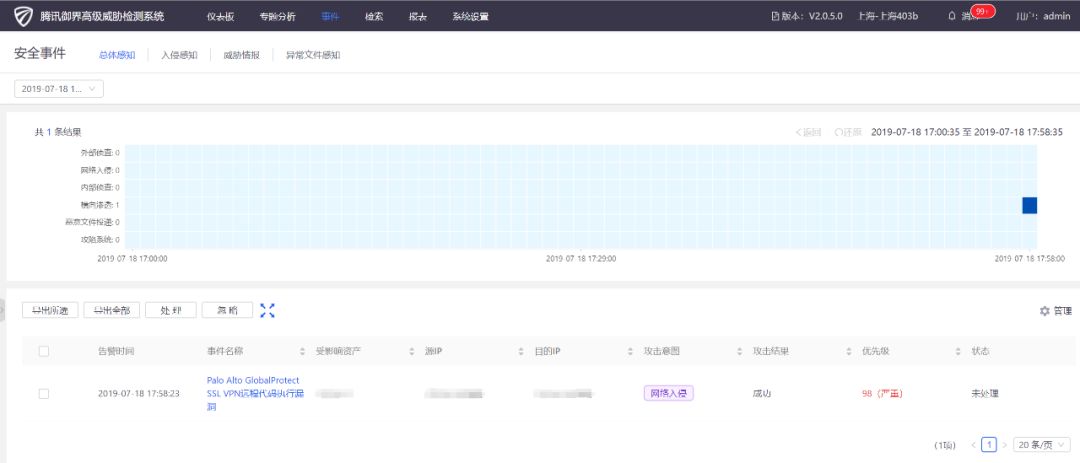 腾讯御界高级威胁检测系统 仪表板 专题分析 事件 检索 报表 系统设置 版本: V2.0.5.0 上海-上海403b 99+ 用户: admin
安全事件 总体感知 入侵感知 威胁情报 异常文件感知
2019-07-18 1...
共 1 条结果 <返回 还原 2019-07-18 17:00:35 至 2019-07-18 17:58:35
外部侦查: 0
网络入侵: 0
内部侦查: 0
横向渗透: 1
恶意文件投递: 0
攻陷系统: 0
2019-07-18 17:00:00 2019-07-18 17:29:00 2019-07-18 17:58:00
导出所选 导出全部 处 理 忽 略 管理
告警时间 事件名称 受影响资产 源IP 目的IP 攻击意图 攻击结果 优先级 状态
2019-07-18 17:58:23 Palo Alto GlobalProtect SSL VPN远程代码执行漏洞 网络入侵 成功 98（严重） 未处理
(1项) < 1 > 20 条/页